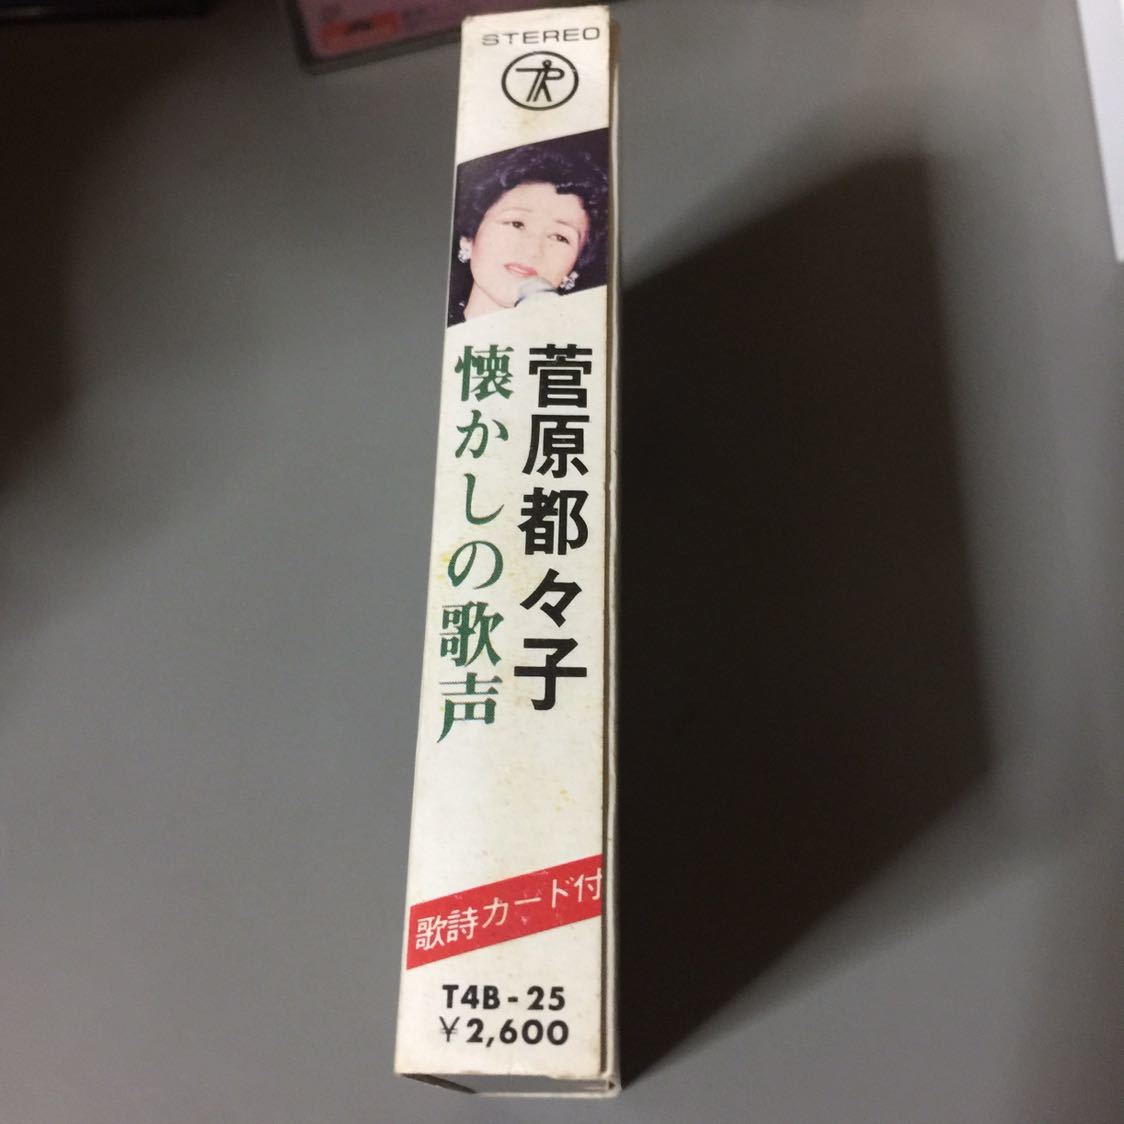 STEREO
菅原都々子
懐かしの歌声
歌詩カード付
T4B-25
¥2,600